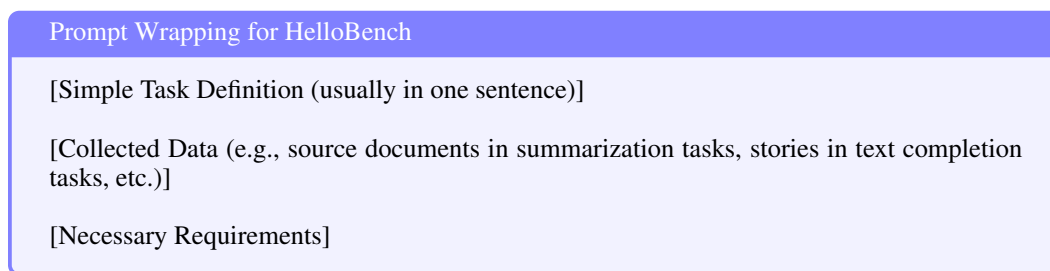 Prompt Wrapping for HelloBench
[Simple Task Definition (usually in one sentence)]
[Collected Data (e.g., source documents in summarization tasks, stories in text completion
tasks, etc.)]
[Necessary Requirements]